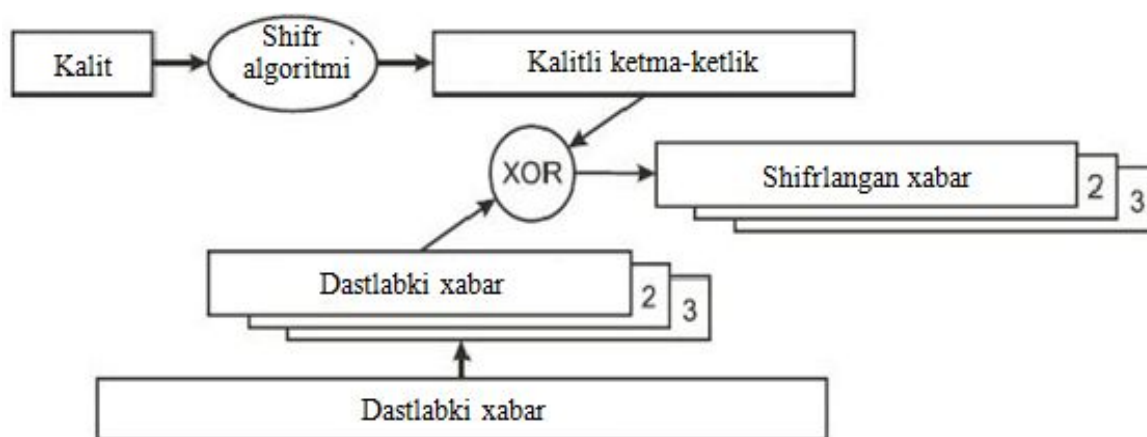 Kalit
Shifr
algoritmi
Kalitli ketma-ketlik
XOR
Shifrlangan xabar
2
3
Dastlabki xabar
2
3
Dastlabki xabar